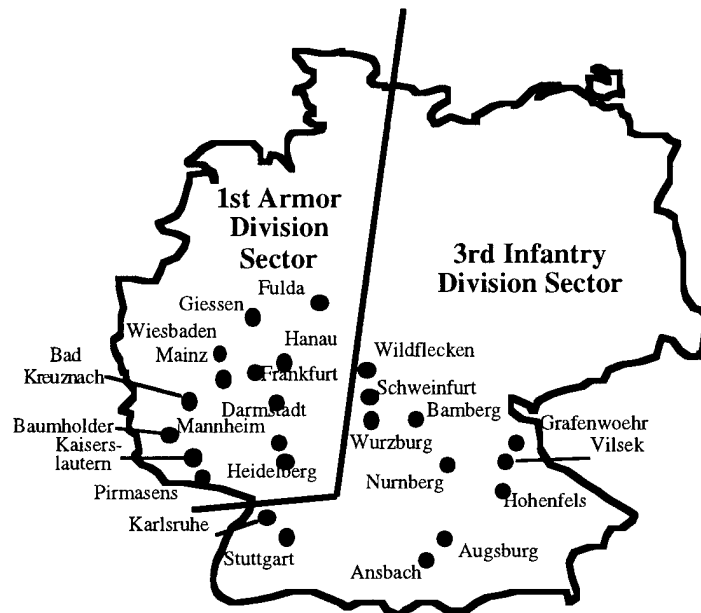 1st Armor
Division
Sector
3rd Infantry
Division Sector
Fulda
Giessen
Wiesbaden
Hanau
Mainz
Bad
Kreuznach
Frankfurt
Wildflecken
Schweinfurt
Darmstadt
Bamberg
Baumholder
Mannheim
Wurzburg
Grafenwoehr
Vilsek
Kaisers-
lautern
Heidelberg
Nurnberg
Pirmasens
Hohenfels
Karlsruhe
Stuttgart
Augsburg
Ansbach